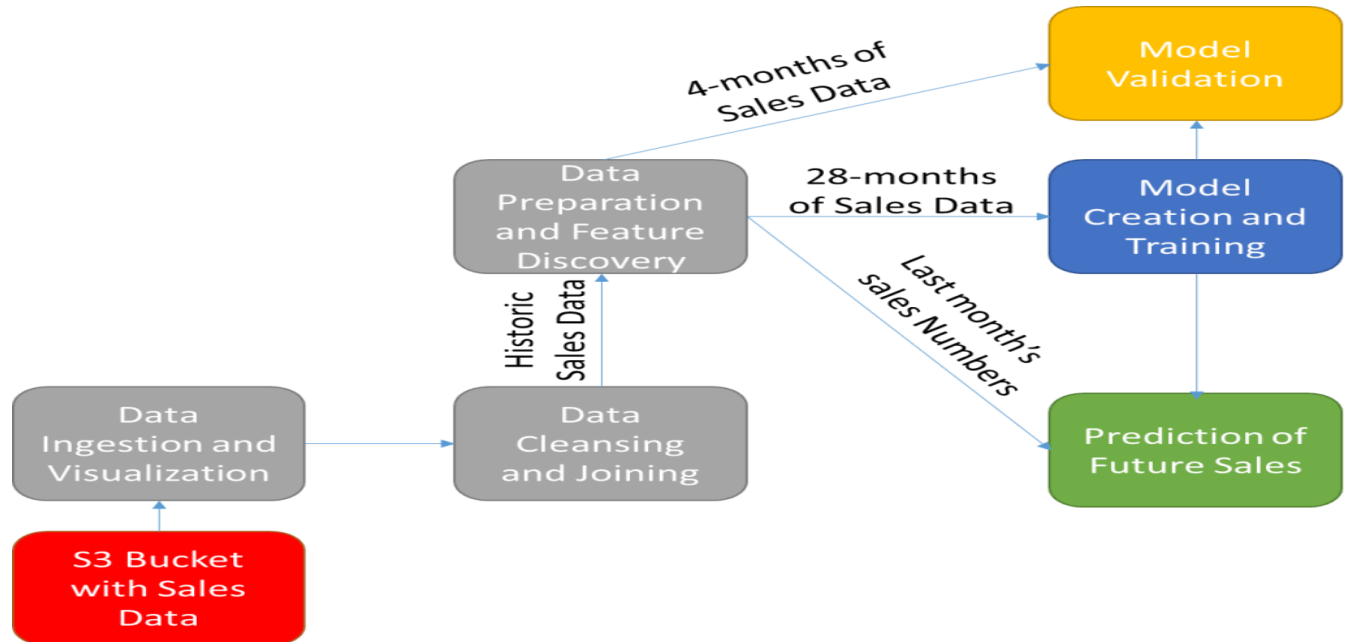 4-months of
Sales Data
Model
Validation
Data
Preparation
and Feature
Discovery
28-months
of Sales Data
Model
Creation and
Training
Last month's
sales Numbers
Historic
Sales Data
Data
Ingestion and
Visualization
Data
Cleansing
and Joining
Prediction of
Future Sales
S3 Bucket
with Sales
Data